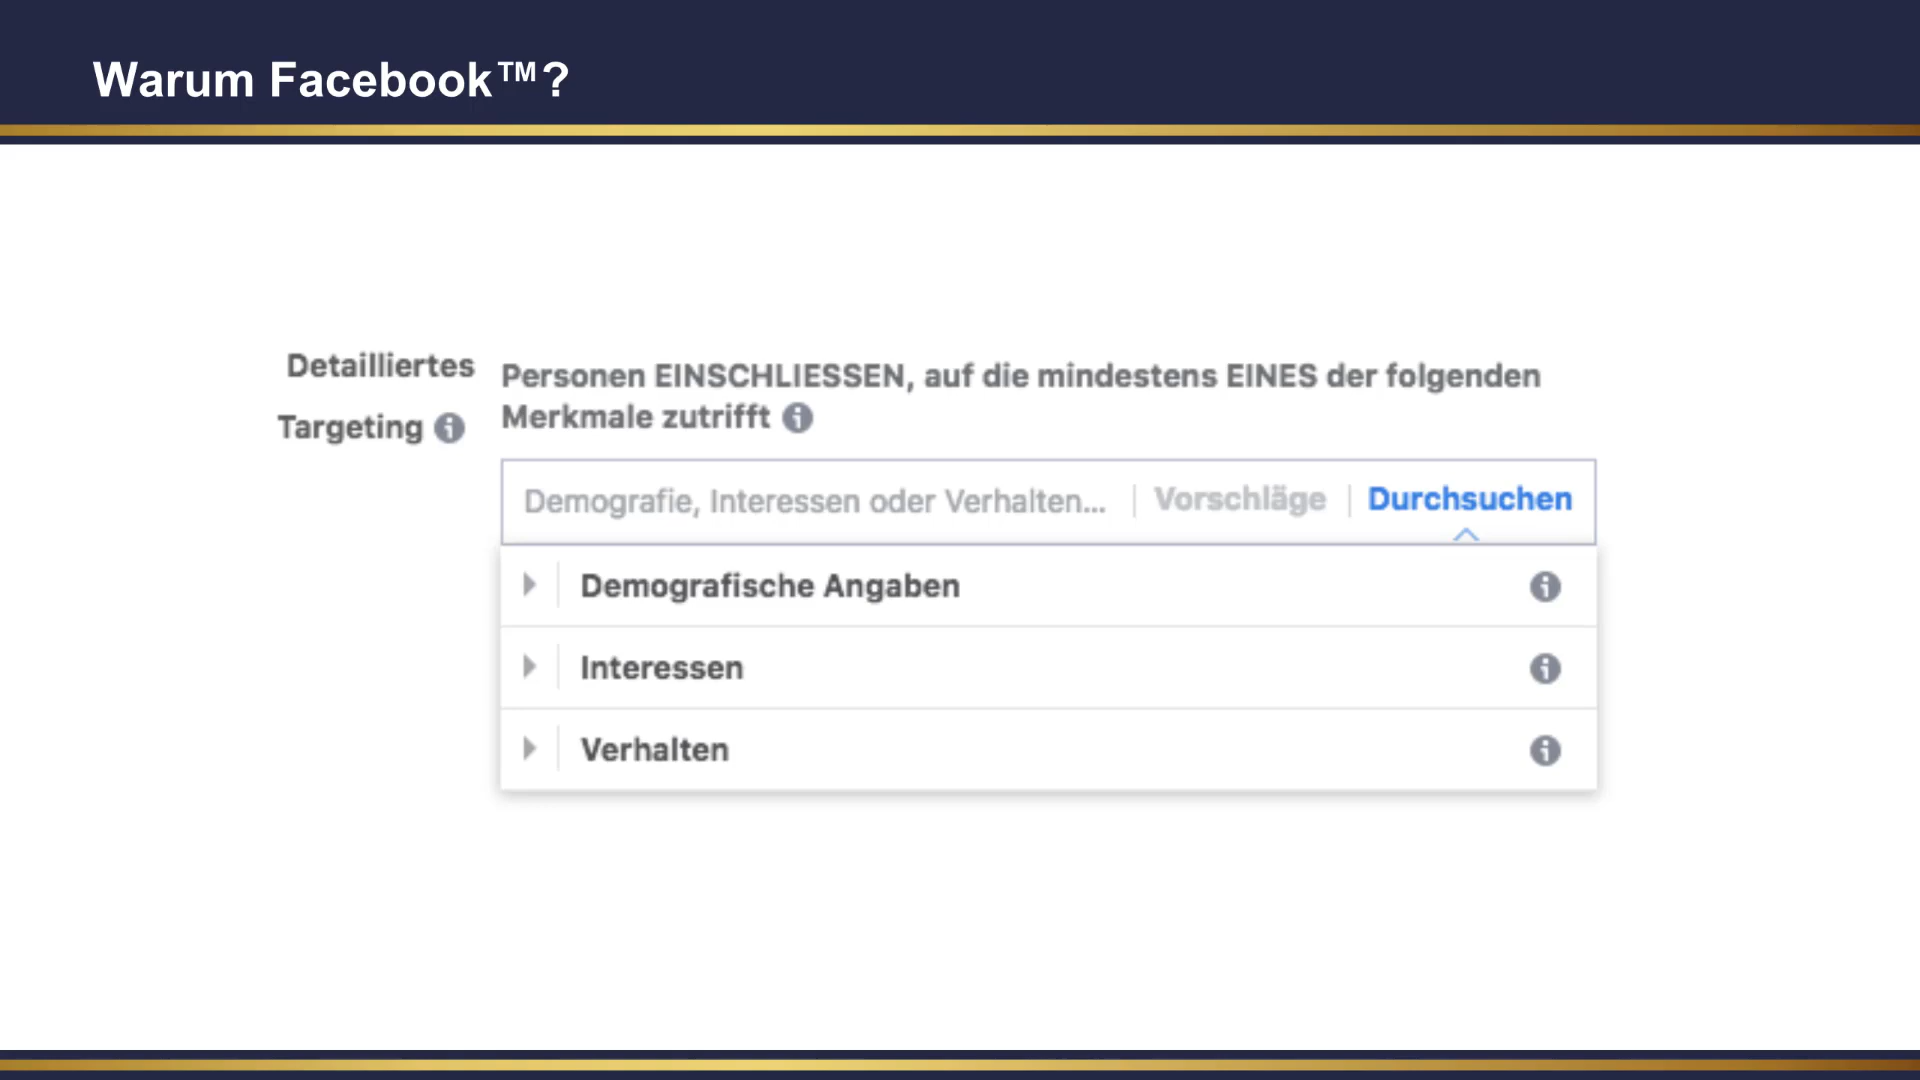 Warum Facebook™?
Detailliertes
Targeting
Personen EINSCHLIESSEN, auf die mindestens EINES der folgenden
Merkmale zutrifft
Demografie, Interessen oder Verhalten... | Vorschläge | Durchsuchen
Demografische Angaben
Interessen
Verhalten